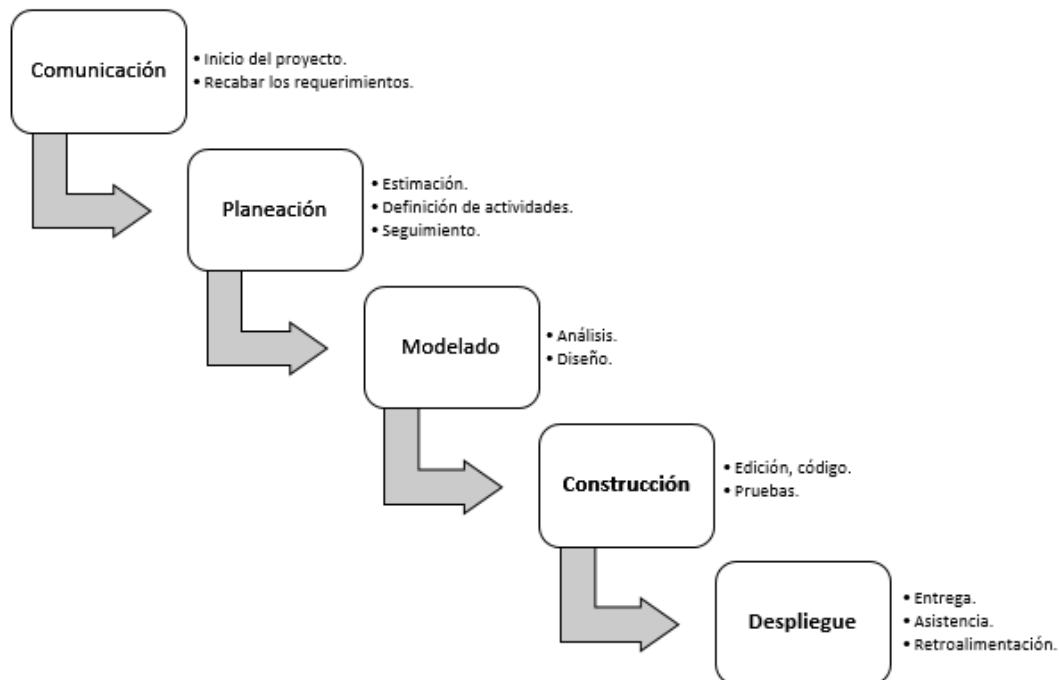 Comunicación
• Inicio del proyecto.
• Recabar los requerimientos.
Planeación
• Estimación.
• Definición de actividades.
• Seguimiento.
Modelado
• Análisis.
• Diseño.
Construcción
• Edición, código.
• Pruebas.
Despliegue
• Entrega.
• Asistencia.
• Retroalimentación.